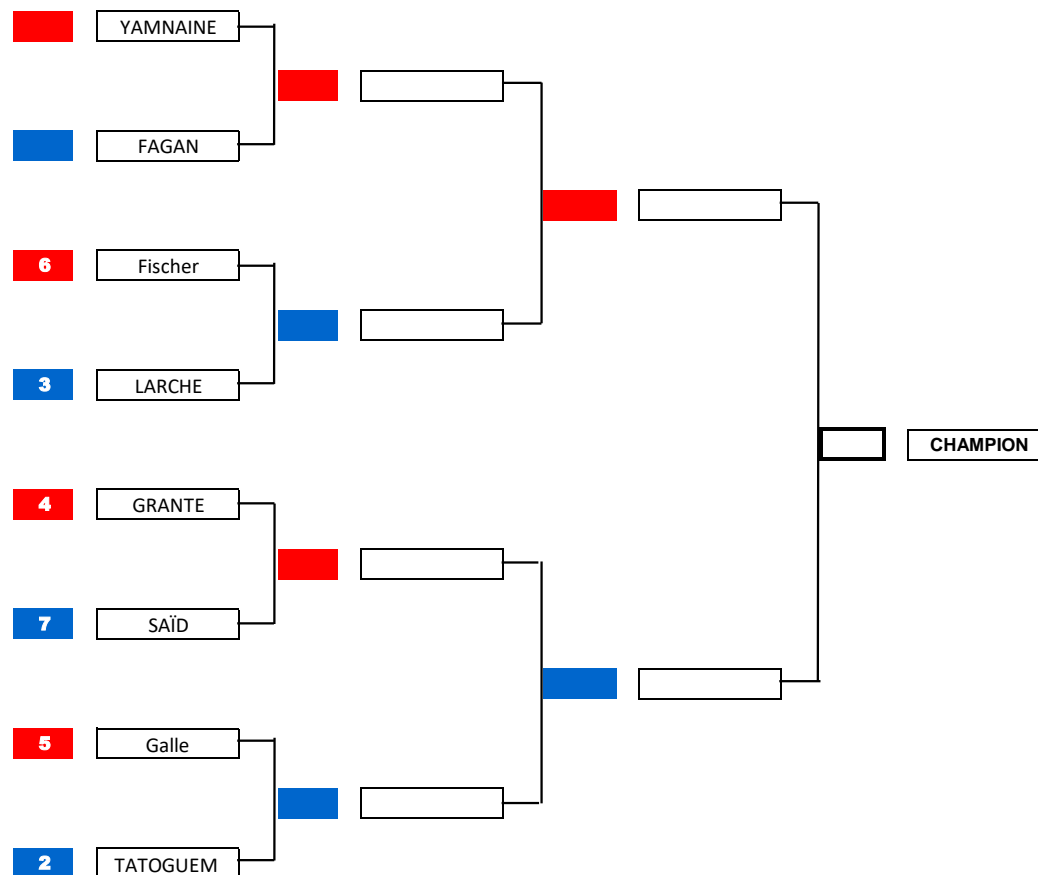 YAMNAINE
FAGAN
6 Fischer
3 LARCHE
CHAMPION
4 GRANTE
7 SAÏD
5 Galle
2 TATOGUEM